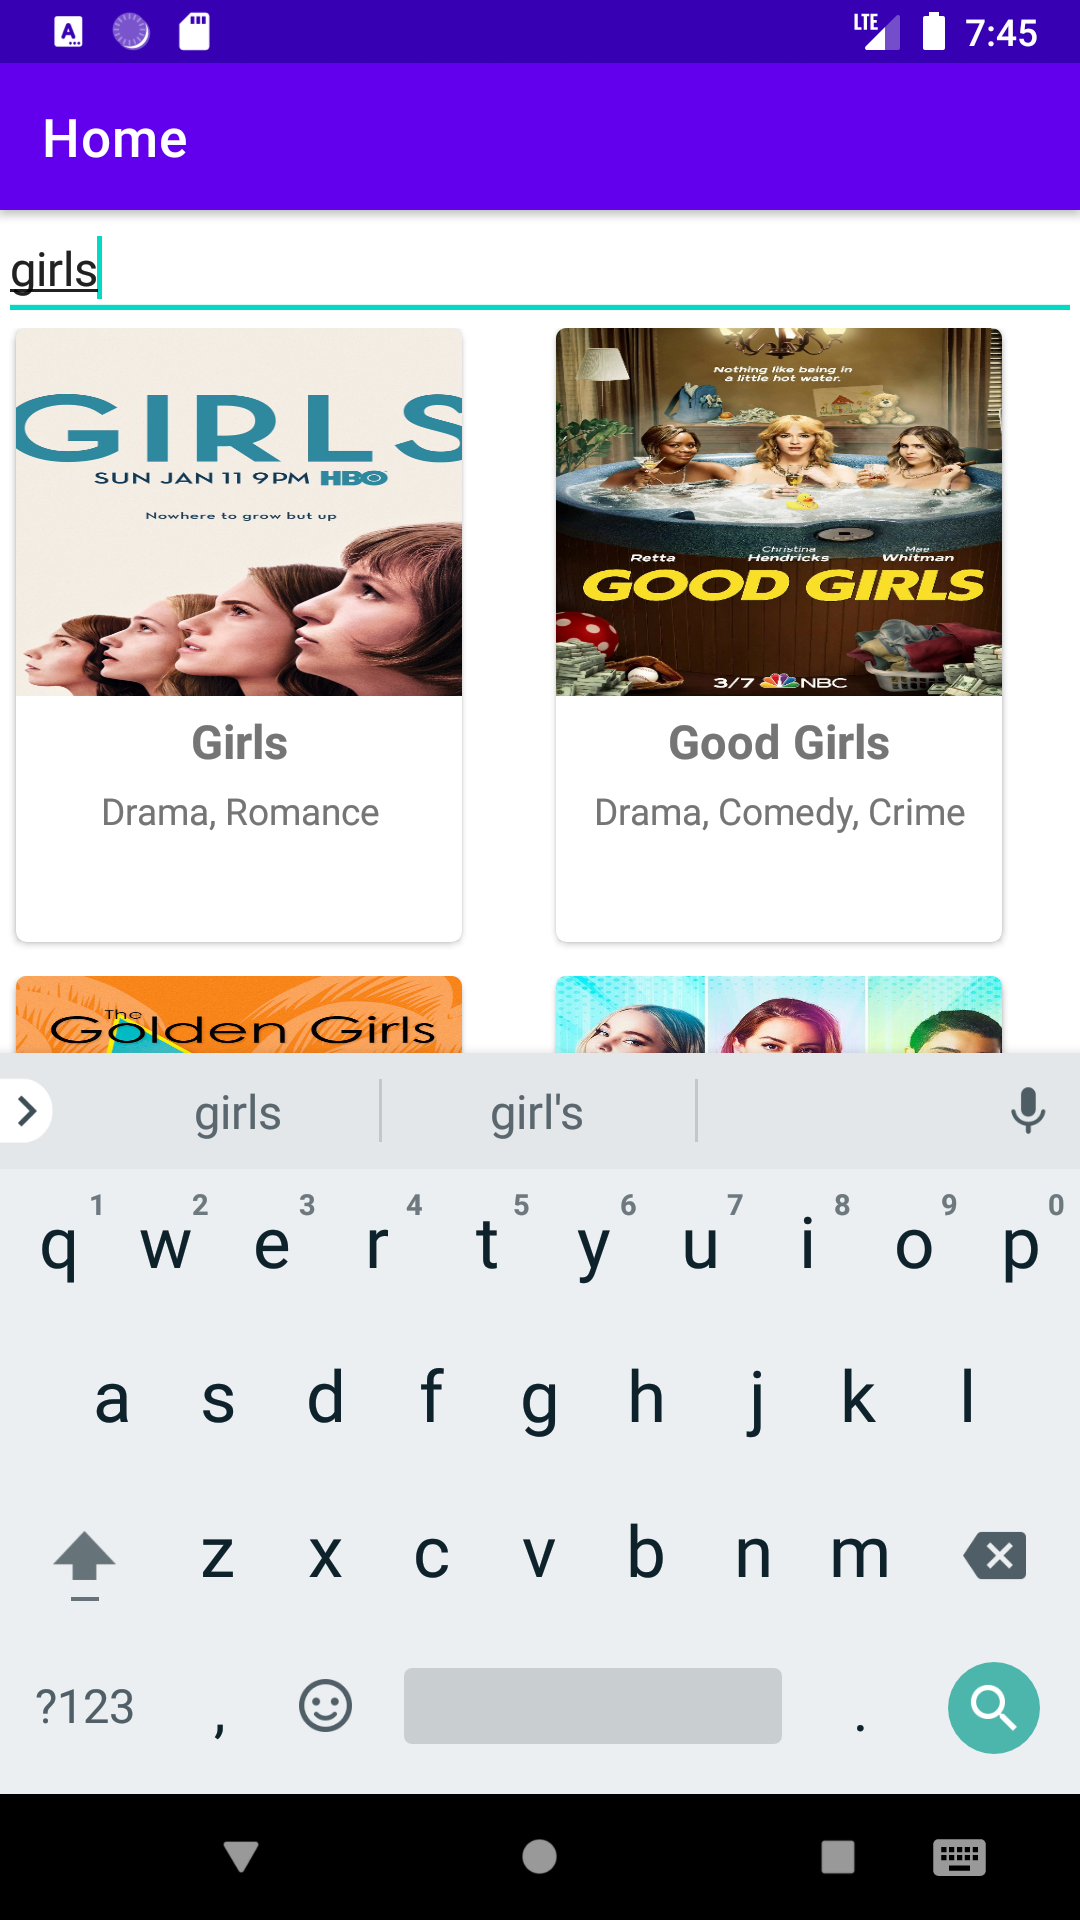 LTE 7:45
Home
girls
GIRLS
SUN JAN 11 9PM HBO
Nowhere to grow but up
Girls
Drama, Romance
Nothing like being in
a little hot water.
Retta Christina Hendricks Mae Whitman
GOOD GIRLS
3/7 NBC
Good Girls
Drama, Comedy, Crime
The
Golden Girls
girls girl's
1 2 3 4 5 6 7 8 9 0
q w e r t y u i o p
a s d f g h j k l
z x c v b n m
?123 , .